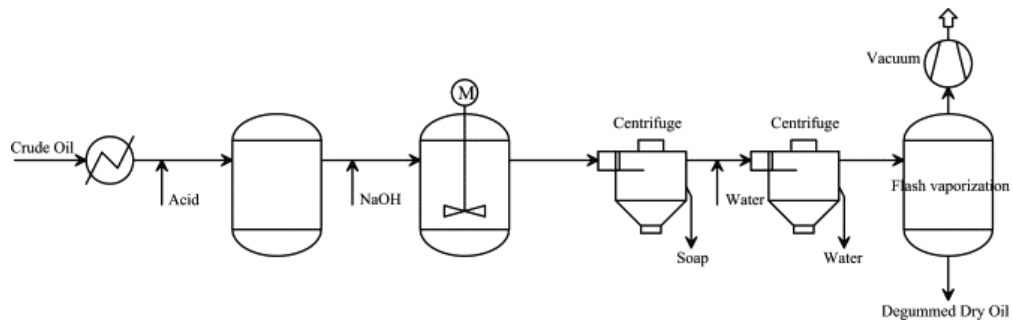 Vacuum
M
Centrifuge
Centrifuge
Crude Oil
Acid
NaOH
Water
Flash vaporization
Soap
Water
Degummed Dry Oil